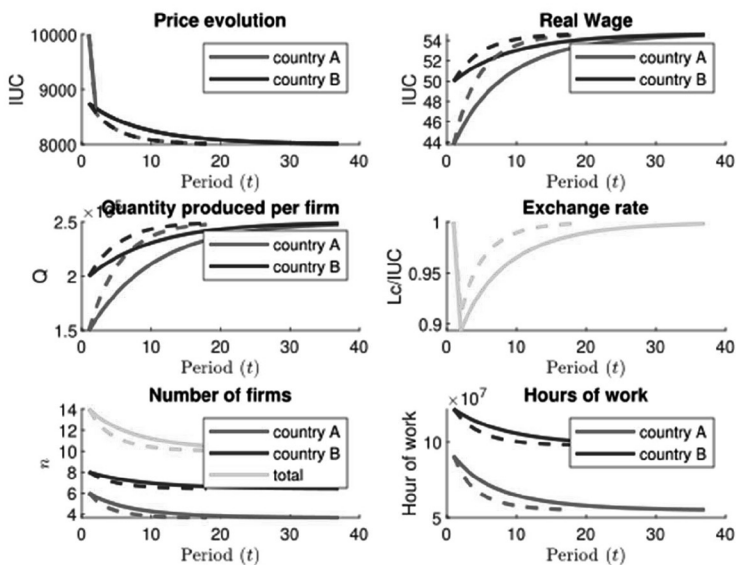 Price evolution
10000
9000
8000
IUC
country A
country B
0 10 20 30 40
Period (t)
Real Wage
54
52
50
48
46
44
IUC
country A
country B
0 10 20 30 40
Period (t)
Quantity produced per firm
2.5
2
1.5
Q
country A
country B
0 10 20 30 40
Period (t)
Exchange rate
1
0.95
0.9
Lc/IUC
0 10 20 30 40
Period (t)
Number of firms
14
12
10
8
6
4
n
country A
country B
total
0 10 20 30 40
Period (t)
Hours of work
×10⁷
10
5
Hour of work
country A
country B
0 10 20 30 40
Period (t)